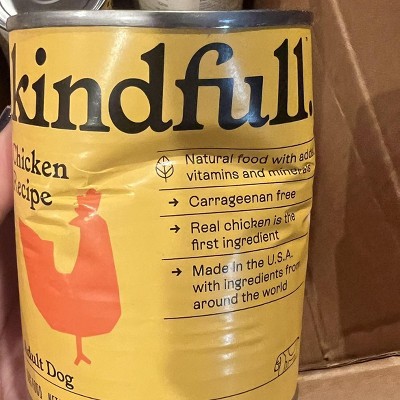 kindfull.
Chicken
Recipe
Natural food with added
vitamins and minerals
→ Carrageenan free
→ Real chicken is the
first ingredient
→ Made in the U.S.A.
with ingredients from
around the world
Adult Dog